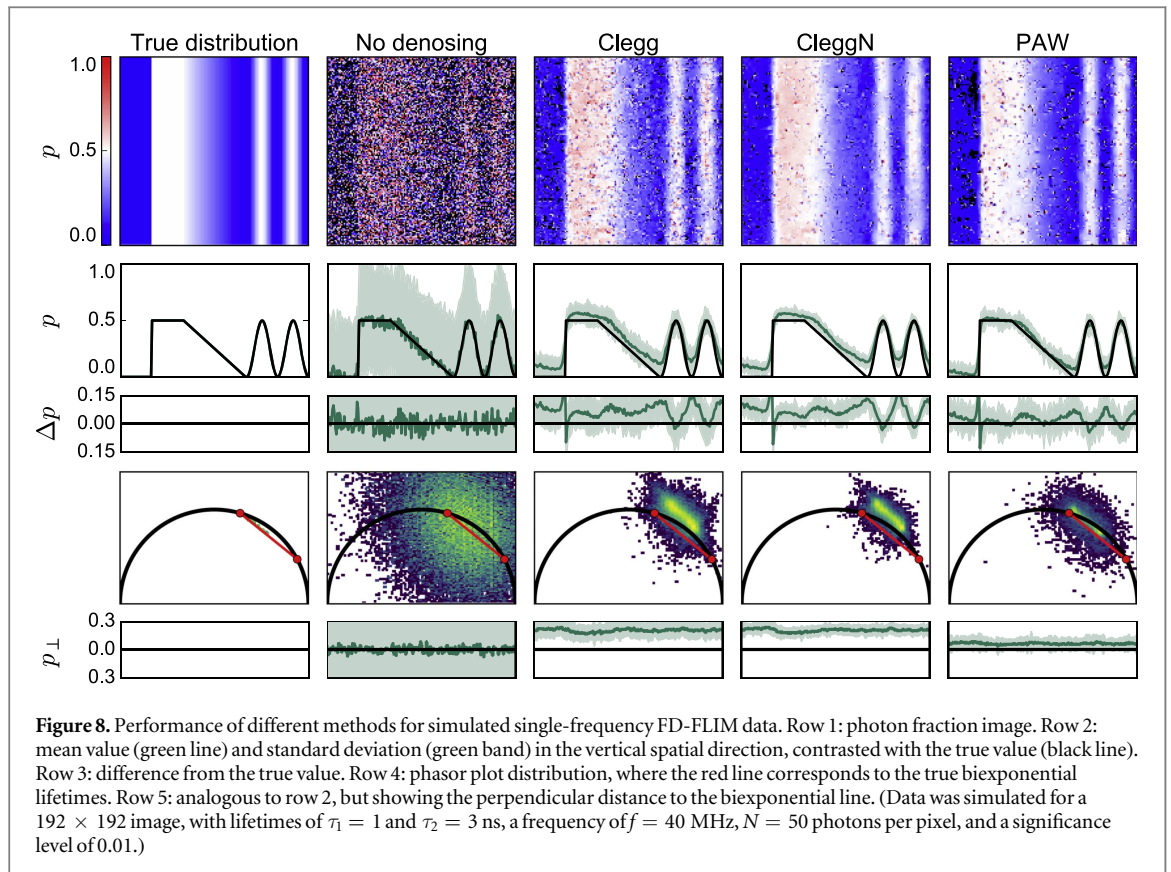 True distribution No denosing Clegg CleggN PAW
1.0
p 0.5
0.0
1.0
p 0.5
0.0
0.15
Δp 0.00
0.15
0.3
p⊥ 0.0
0.3
Figure 8. Performance of different methods for simulated single-frequency FD-FLIM data. Row 1: photon fraction image. Row 2:
mean value (green line) and standard deviation (green band) in the vertical spatial direction, contrasted with the true value (black line).
Row 3: difference from the true value. Row 4: phasor plot distribution, where the red line corresponds to the true biexponential
lifetimes. Row 5: analogous to row 2, but showing the perpendicular distance to the biexponential line. (Data was simulated for a
192 × 192 image, with lifetimes of τ₁ = 1 and τ₂ = 3 ns, a frequency of f = 40 MHz, N = 50 photons per pixel, and a significance
level of 0.01.)